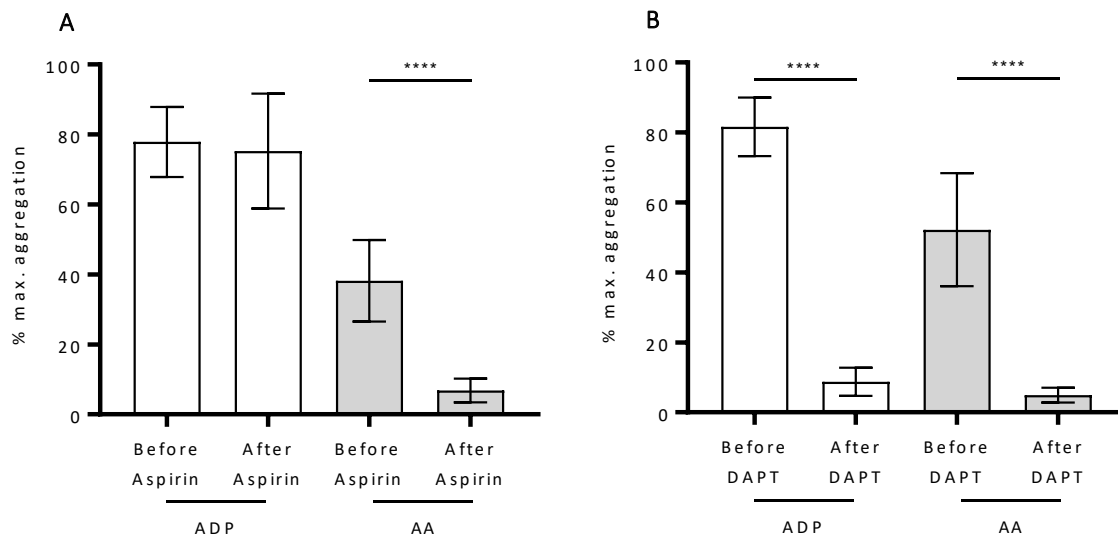 A
% max. aggregation
100
80
60
40
20
0
****
Before Aspirin
After Aspirin
Before Aspirin
After Aspirin
ADP
AA
B
% max. aggregation
100
80
60
40
20
0
****
****
Before DAPT
After DAPT
Before DAPT
After DAPT
ADP
AA